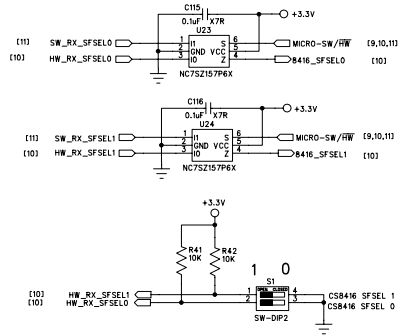 C115
+3.3V
0.1uF X7R
U23
[11] SW_RX_SFSEL0 1 I1 S 6 MICRO-SW/HW [9,10,11]
2 GND VCC 5
[10] HW_RX_SFSEL0 3 I0 Z 4 8416_SFSEL0 [10]
NC7SZ157P6X
C116
+3.3V
0.1uF X7R
U24
[11] SW_RX_SFSEL1 1 I1 S 6 MICRO-SW/HW [9,10,11]
2 GND VCC 5
[10] HW_RX_SFSEL1 3 I0 Z 4 8416_SFSEL1 [10]
NC7SZ157P6X
+3.3V
R41 R42
10K 10K
1 0
S1
OPEN CLOSED
[10] HW_RX_SFSEL1 1 4 CS8416 SFSEL 1
[10] HW_RX_SFSEL0 2 3 CS8416 SFSEL 0
SW-DIP2